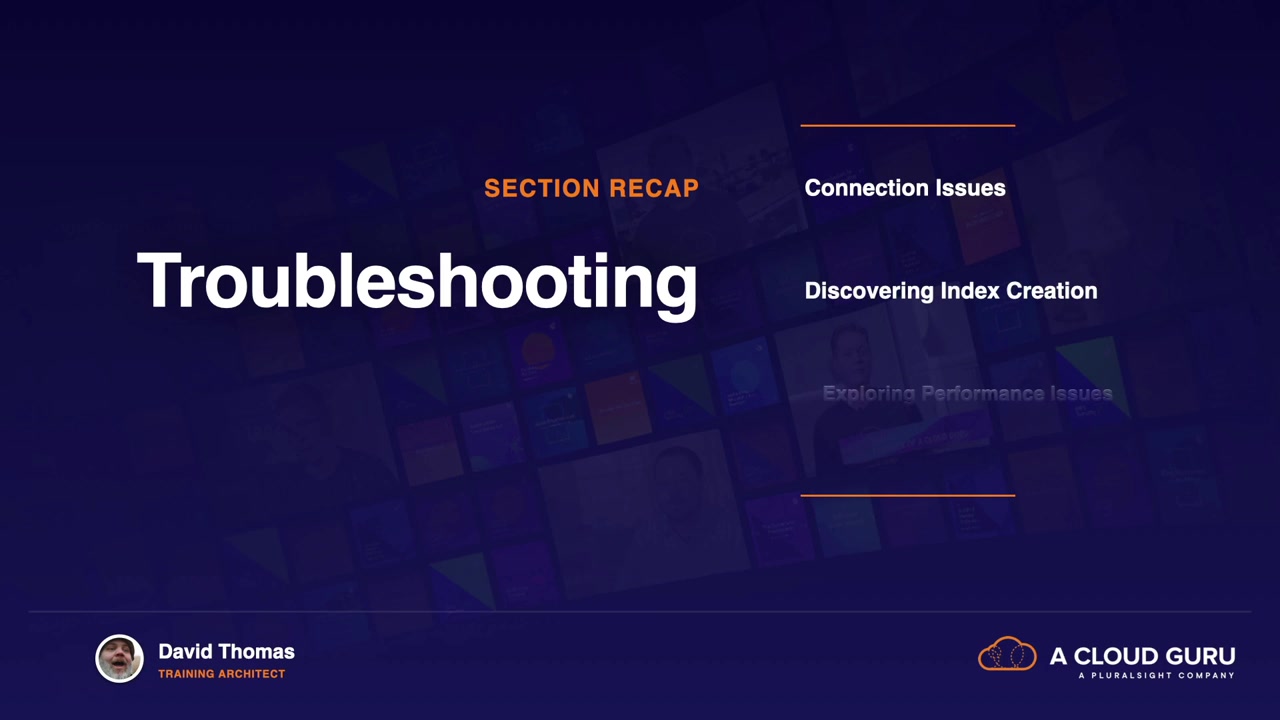 SECTION RECAP
Troubleshooting
Connection Issues
Discovering Index Creation
Exploring Performance Issues
David Thomas
TRAINING ARCHITECT
A CLOUD GURU
A PLURALSIGHT COMPANY